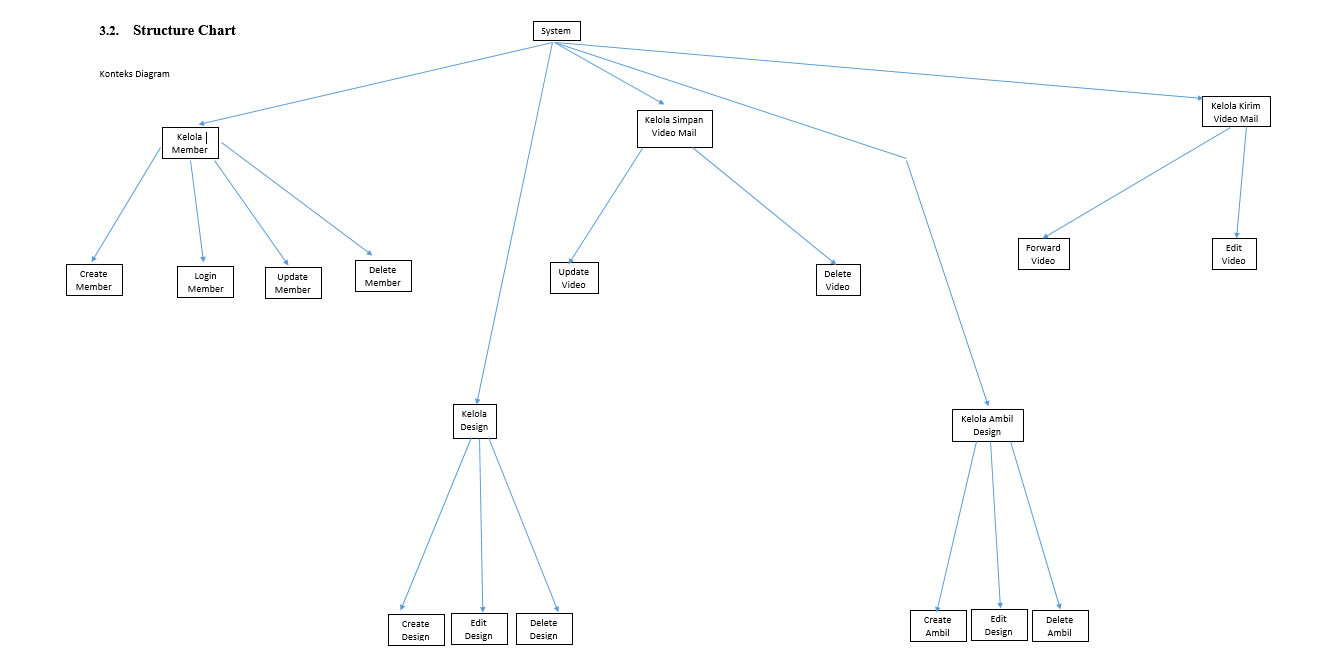 3.2. Structure Chart
System
Konteks Diagram
Kelola
Member
Kelola Simpan
Video Mail
Kelola Kirim
Video Mail
Create
Member
Login
Member
Update
Member
Delete
Member
Update
Video
Delete
Video
Forward
Video
Edit
Video
Kelola
Design
Kelola Ambil
Design
Create
Design
Edit
Design
Delete
Design
Create
Ambil
Edit
Design
Delete
Ambil